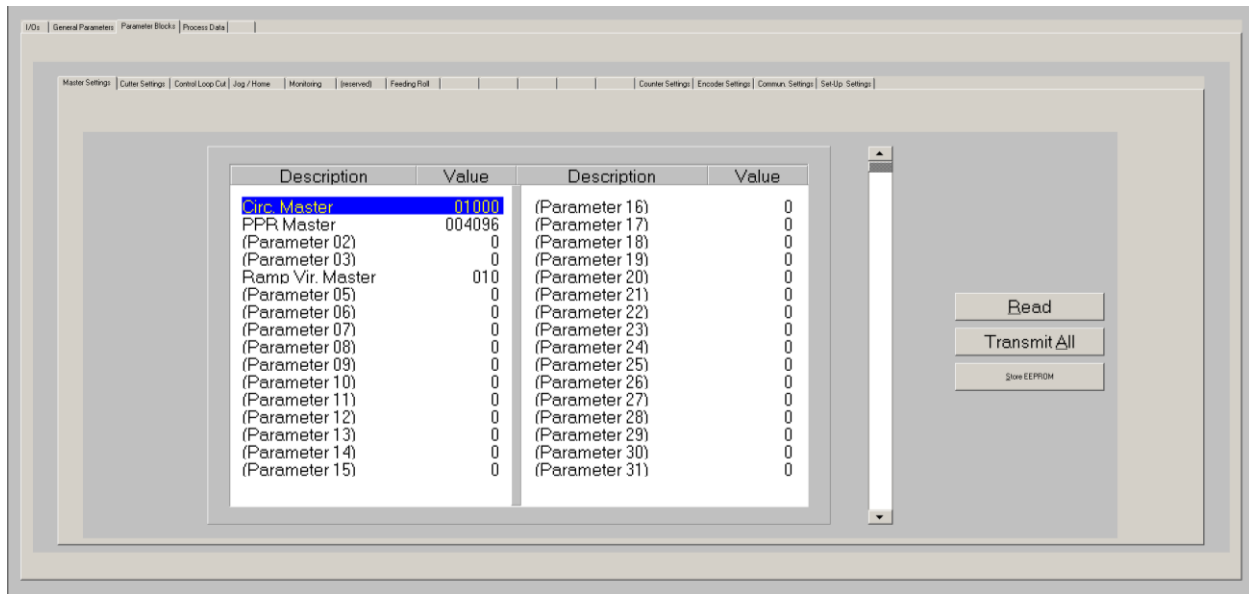 I/Os General Parameters Parameter Blocks Process Data
Master Settings Cutter Settings Control Loop Cut Jog / Home Monitoring (reserved) Feeding Roll Counter Settings Encoder Settings Commun. Settings Set-Up Settings
Description Value Description Value
Circ. Master 01000 (Parameter 16) 0
PPR Master 004096 (Parameter 17) 0
(Parameter 02) 0 (Parameter 18) 0
(Parameter 03) 0 (Parameter 19) 0
Ramp Vir. Master 010 (Parameter 20) 0
(Parameter 05) 0 (Parameter 21) 0
(Parameter 06) 0 (Parameter 22) 0
(Parameter 07) 0 (Parameter 23) 0
(Parameter 08) 0 (Parameter 24) 0
(Parameter 09) 0 (Parameter 25) 0
(Parameter 10) 0 (Parameter 26) 0
(Parameter 11) 0 (Parameter 27) 0
(Parameter 12) 0 (Parameter 28) 0
(Parameter 13) 0 (Parameter 29) 0
(Parameter 14) 0 (Parameter 30) 0
(Parameter 15) 0 (Parameter 31) 0
Read
Transmit All
Store EEPROM